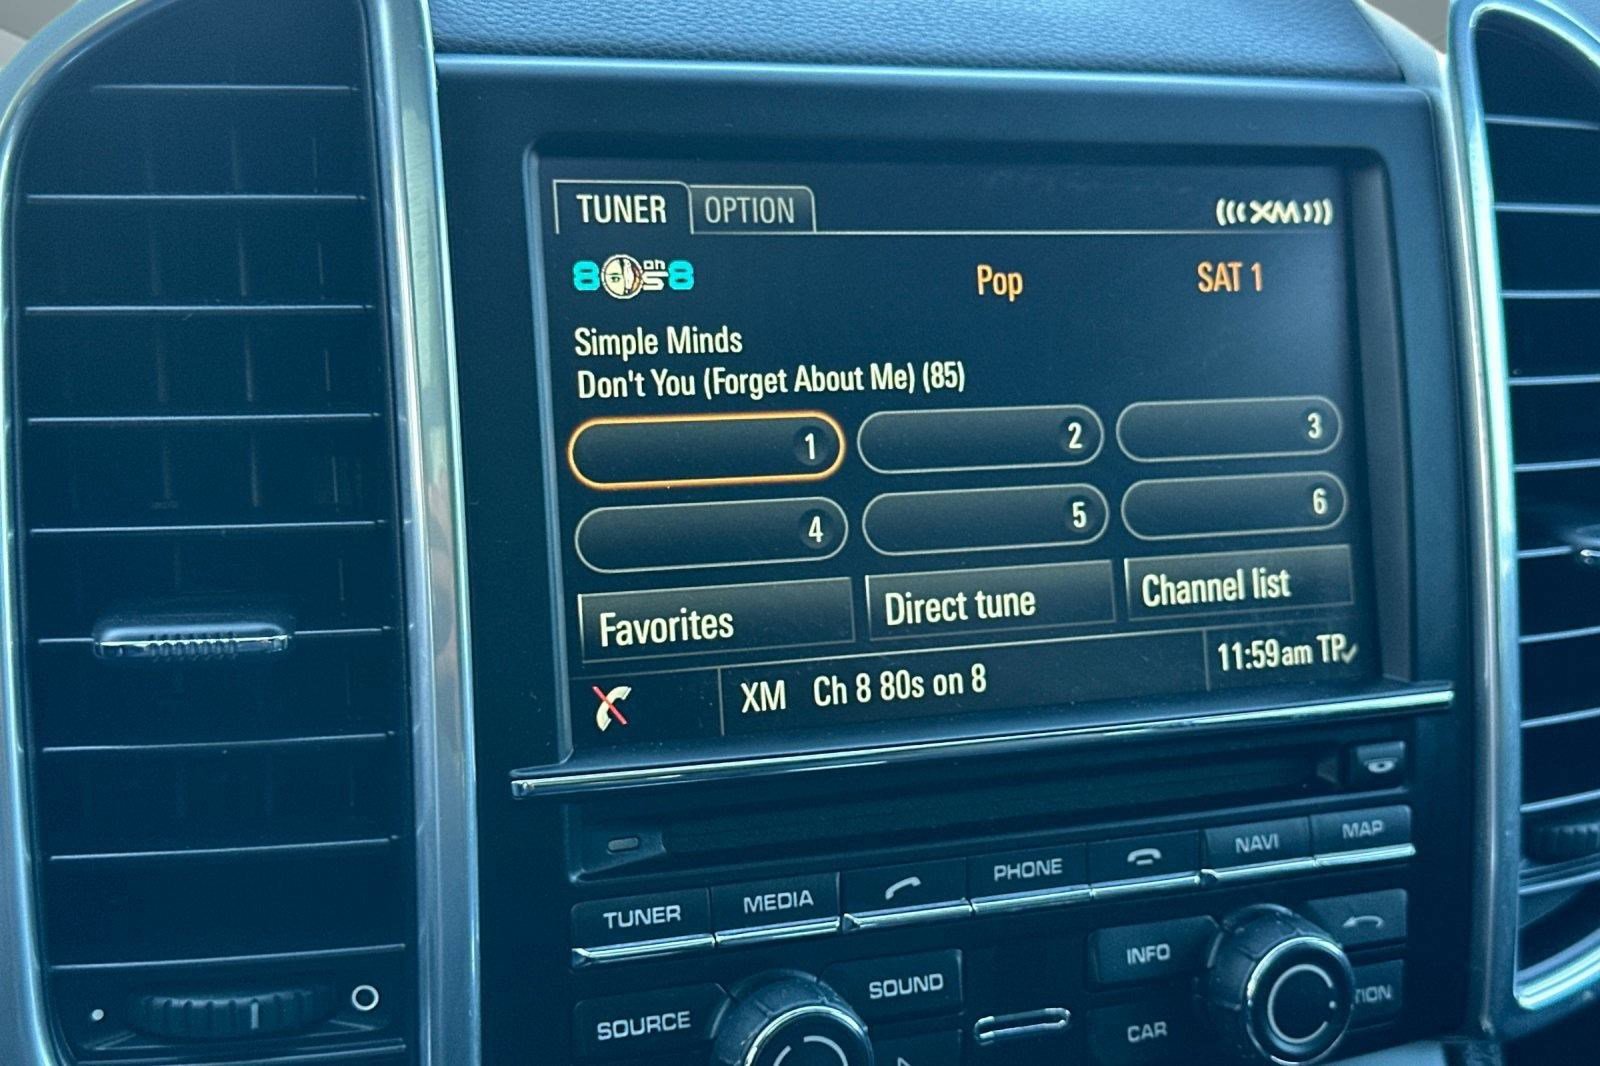 TUNER OPTION (((XM)))
80s on 8 Pop SAT 1
Simple Minds
Don't You (Forget About Me) (85)
1 2 3
4 5 6
Favorites Direct tune Channel list
XM Ch 8 80s on 8 11:59am TP
TUNER MEDIA PHONE NAVI MAP
SOURCE SOUND INFO
CAR